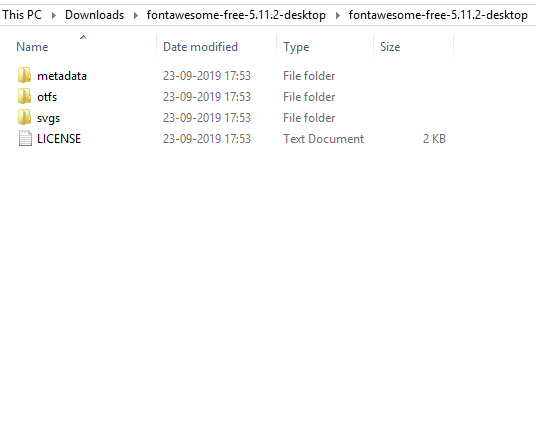 This PC Downloads fontawesome-free-5.11.2-desktop fontawesome-free-5.11.2-desktop
Name Date modified Type Size
metadata 23-09-2019 17:53 File folder
otfs 23-09-2019 17:53 File folder
svgs 23-09-2019 17:53 File folder
LICENSE 23-09-2019 17:53 Text Document 2 KB